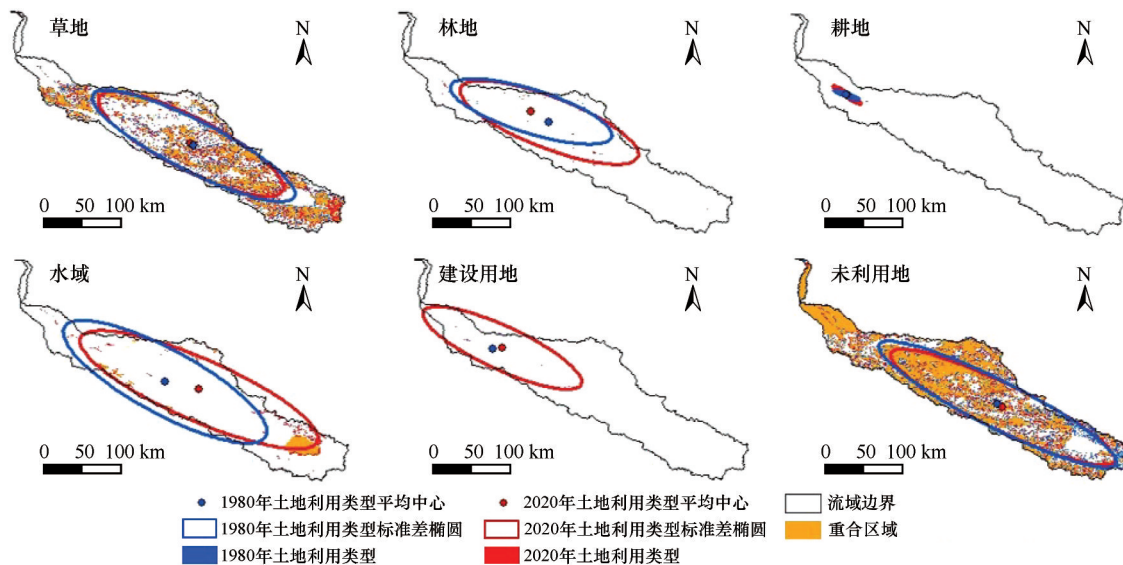 草地 N
0 50 100 km
林地 N
0 50 100 km
耕地 N
0 50 100 km
水域 N
0 50 100 km
建设用地 N
0 50 100 km
未利用地 N
0 50 100 km
1980年土地利用类型平均中心
2020年土地利用类型平均中心
流域边界
1980年土地利用类型标准差椭圆
2020年土地利用类型标准差椭圆
重合区域
1980年土地利用类型
2020年土地利用类型